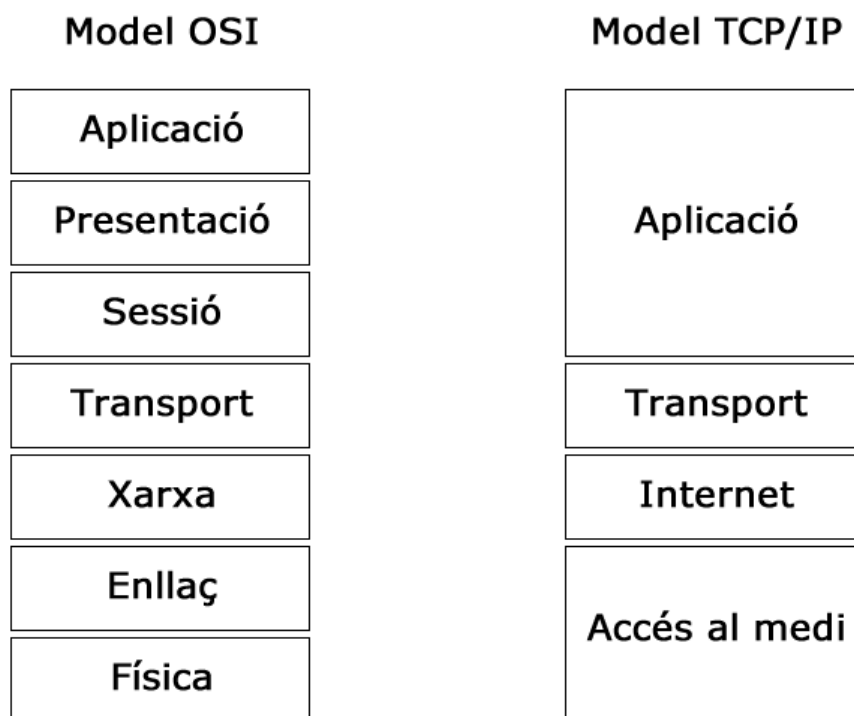 Model OSI
Aplicació
Presentació
Sessió
Transport
Xarxa
Enllaç
Física
Model TCP/IP
Aplicació
Transport
Internet
Accés al medi